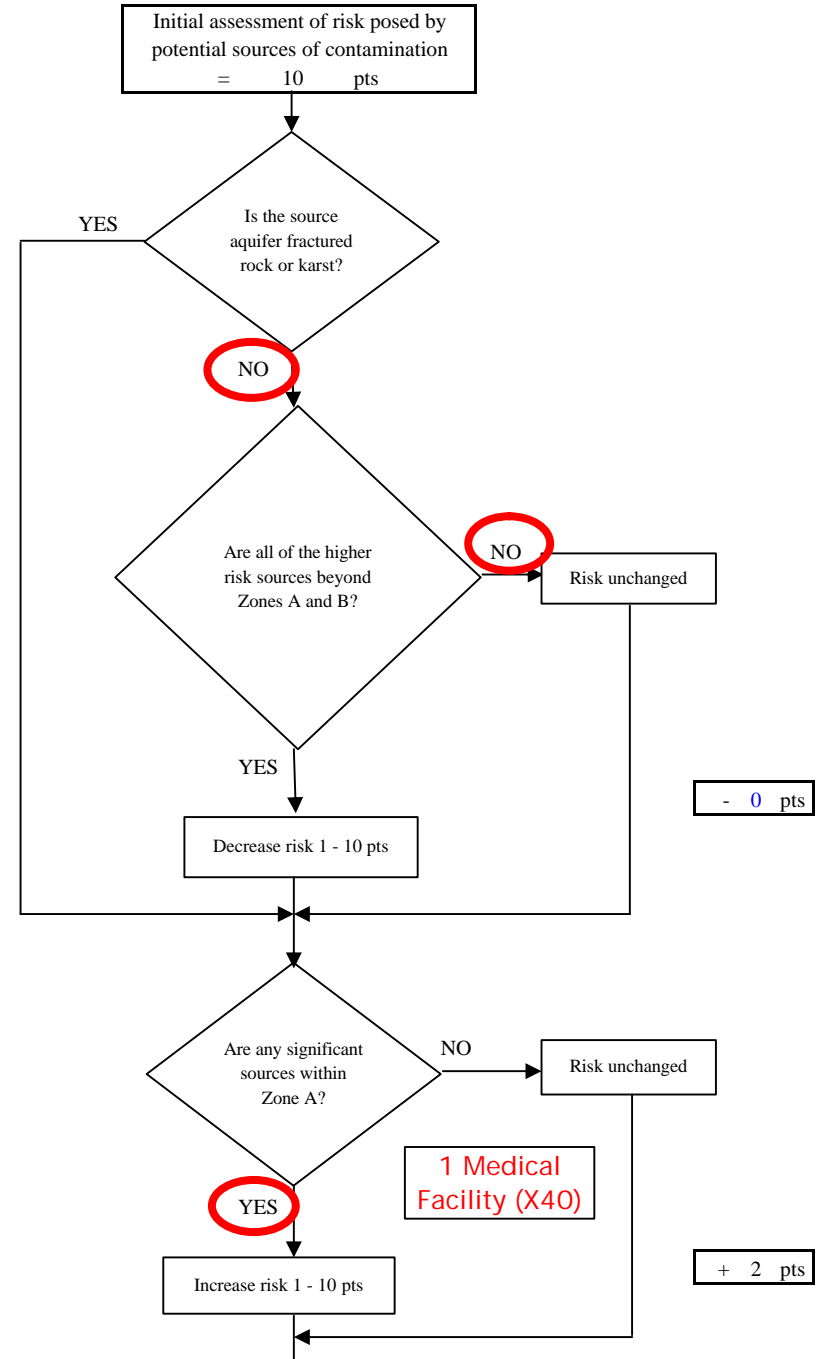 Initial assessment of risk posed by
potential sources of contamination
= 10 pts
YES
Is the source
aquifer fractured
rock or karst?
NO
Are all of the higher
risk sources beyond
Zones A and B?
NO
Risk unchanged
YES
- 0 pts
Decrease risk 1 - 10 pts
Are any significant
sources within
Zone A?
NO
Risk unchanged
1 Medical
Facility (X40)
YES
+ 2 pts
Increase risk 1 - 10 pts